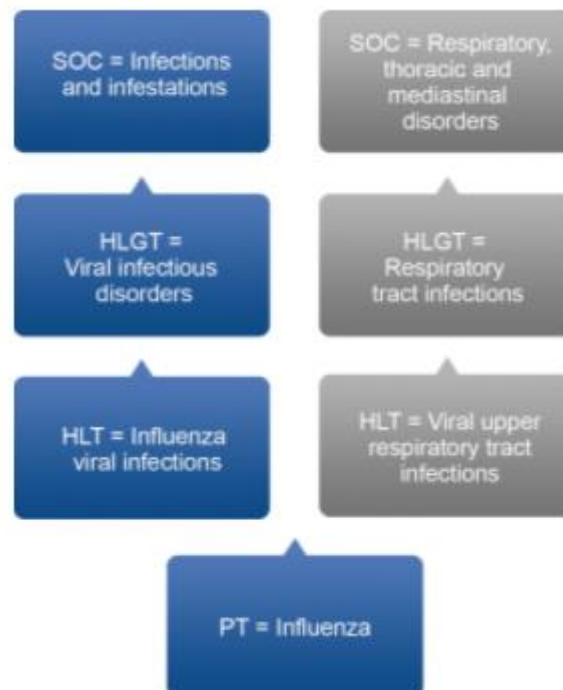 SOC = Infections
and infestations
SOC = Respiratory,
thoracic and
mediastinal
disorders
HLGT =
Viral infectious
disorders
HLGT =
Respiratory
tract infections
HLT = Influenza
viral infections
HLT = Viral upper
respiratory tract
infections
PT = Influenza